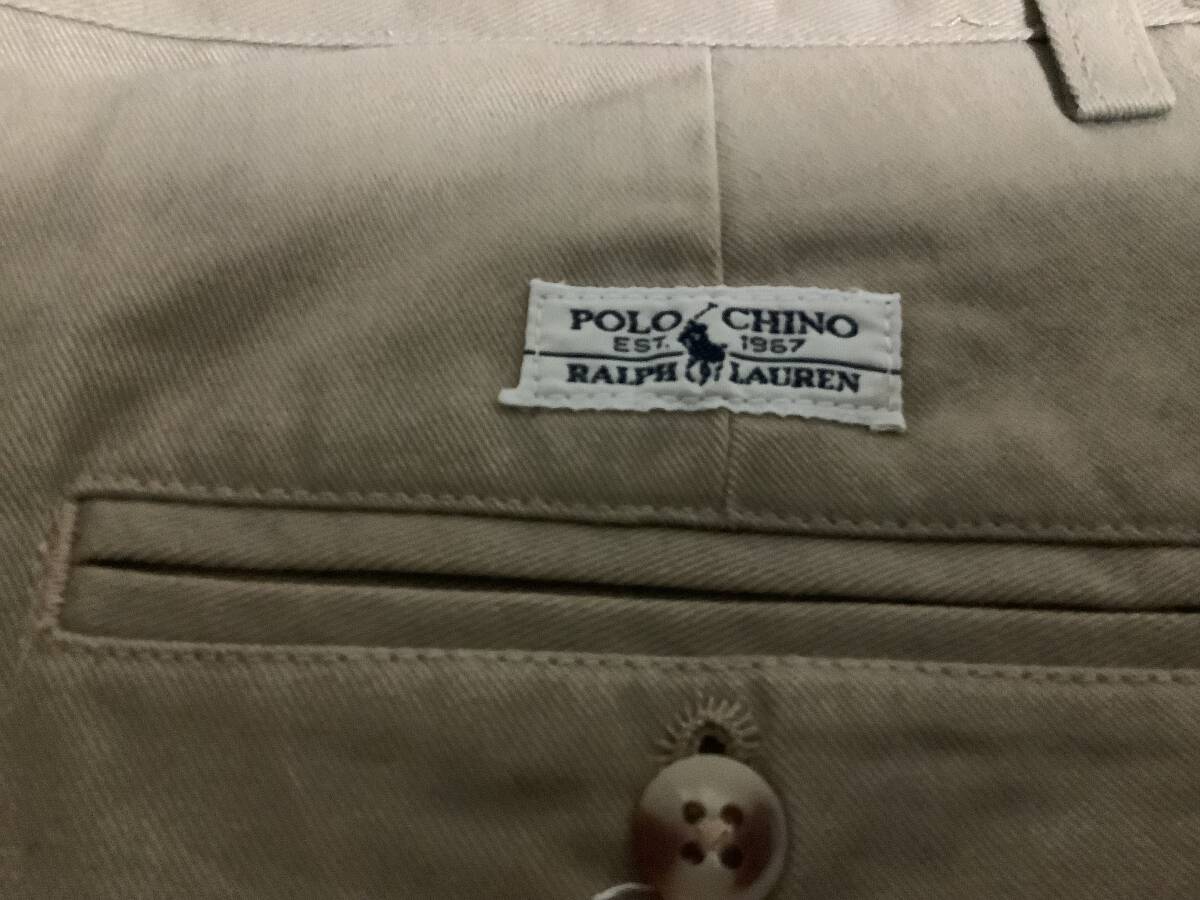 POLO CHINO
EST. 1967
RALPH LAUREN